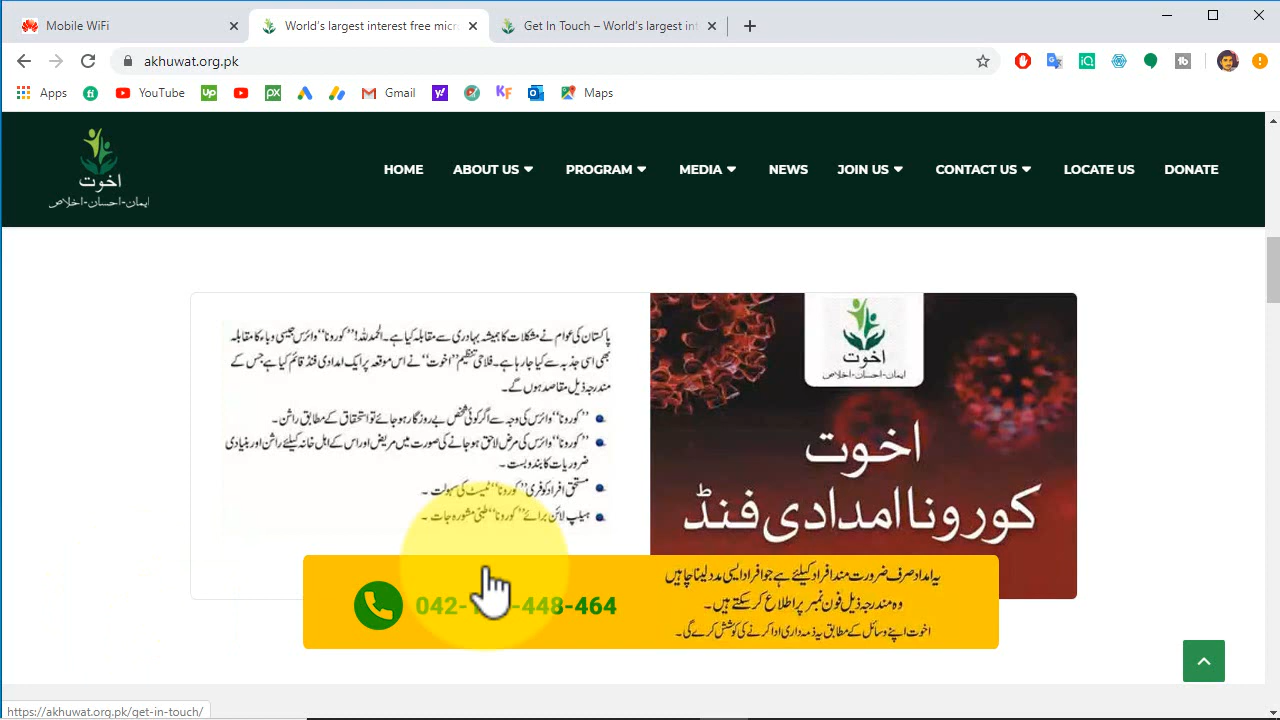 Mobile WiFi
World's largest interest free micr
Get In Touch – World's largest int
akhuwat.org.pk
Apps
YouTube
Gmail
Maps
اخوت
ایمان-احسان-اخلاص
HOME
ABOUT US
PROGRAM
MEDIA
NEWS
JOIN US
CONTACT US
LOCATE US
DONATE
پاکستان کی عوام نے مشکلات کا ہمیشہ بہادری سے مقابلہ کیا ہے۔ الحمدللہ! ”کورونا“ وائرس جیسی وباء کا مقابلہ
بھی اسی جذبہ سے کیا جا رہا ہے۔ فلاحی تنظیم ”اخوت“ نے اس موقعہ پر ایک امدادی فنڈ قائم کیا ہے جس کے
مندرجہ ذیل مقاصد ہوں گے۔
”کورونا“ وائرس کی وجہ سے اگر کوئی شخص بے روزگار ہو جائے تو استحقاق کے مطابق راشن۔
”کورونا“ وائرس کی مرض لاحق ہو جانے کی صورت میں مریض اور اس کے اہل خانہ کیلئے راشن اور بنیادی
ضروریات کا بندوبست۔
مستحق افراد کو فری ”کورونا“ ٹیسٹ کی سہولت۔
ہیلپ لائن برائے ”کورونا“ طبی مشورہ جات۔
اخوت
ایمان-احسان-اخلاص
اخوت
کورونا امدادی فنڈ
یہ امداد صرف ضرورت مند افراد کیلئے ہے جو افراد ایسی مدد لینا چاہیں
وہ مندرجہ ذیل فون نمبر پر اطلاع کر سکتے ہیں۔
اخوت اپنے وسائل کے مطابق یہ ذمہ داری ادا کرنے کی کوشش کرے گی۔
042- -448-464
https://akhuwat.org.pk/get-in-touch/